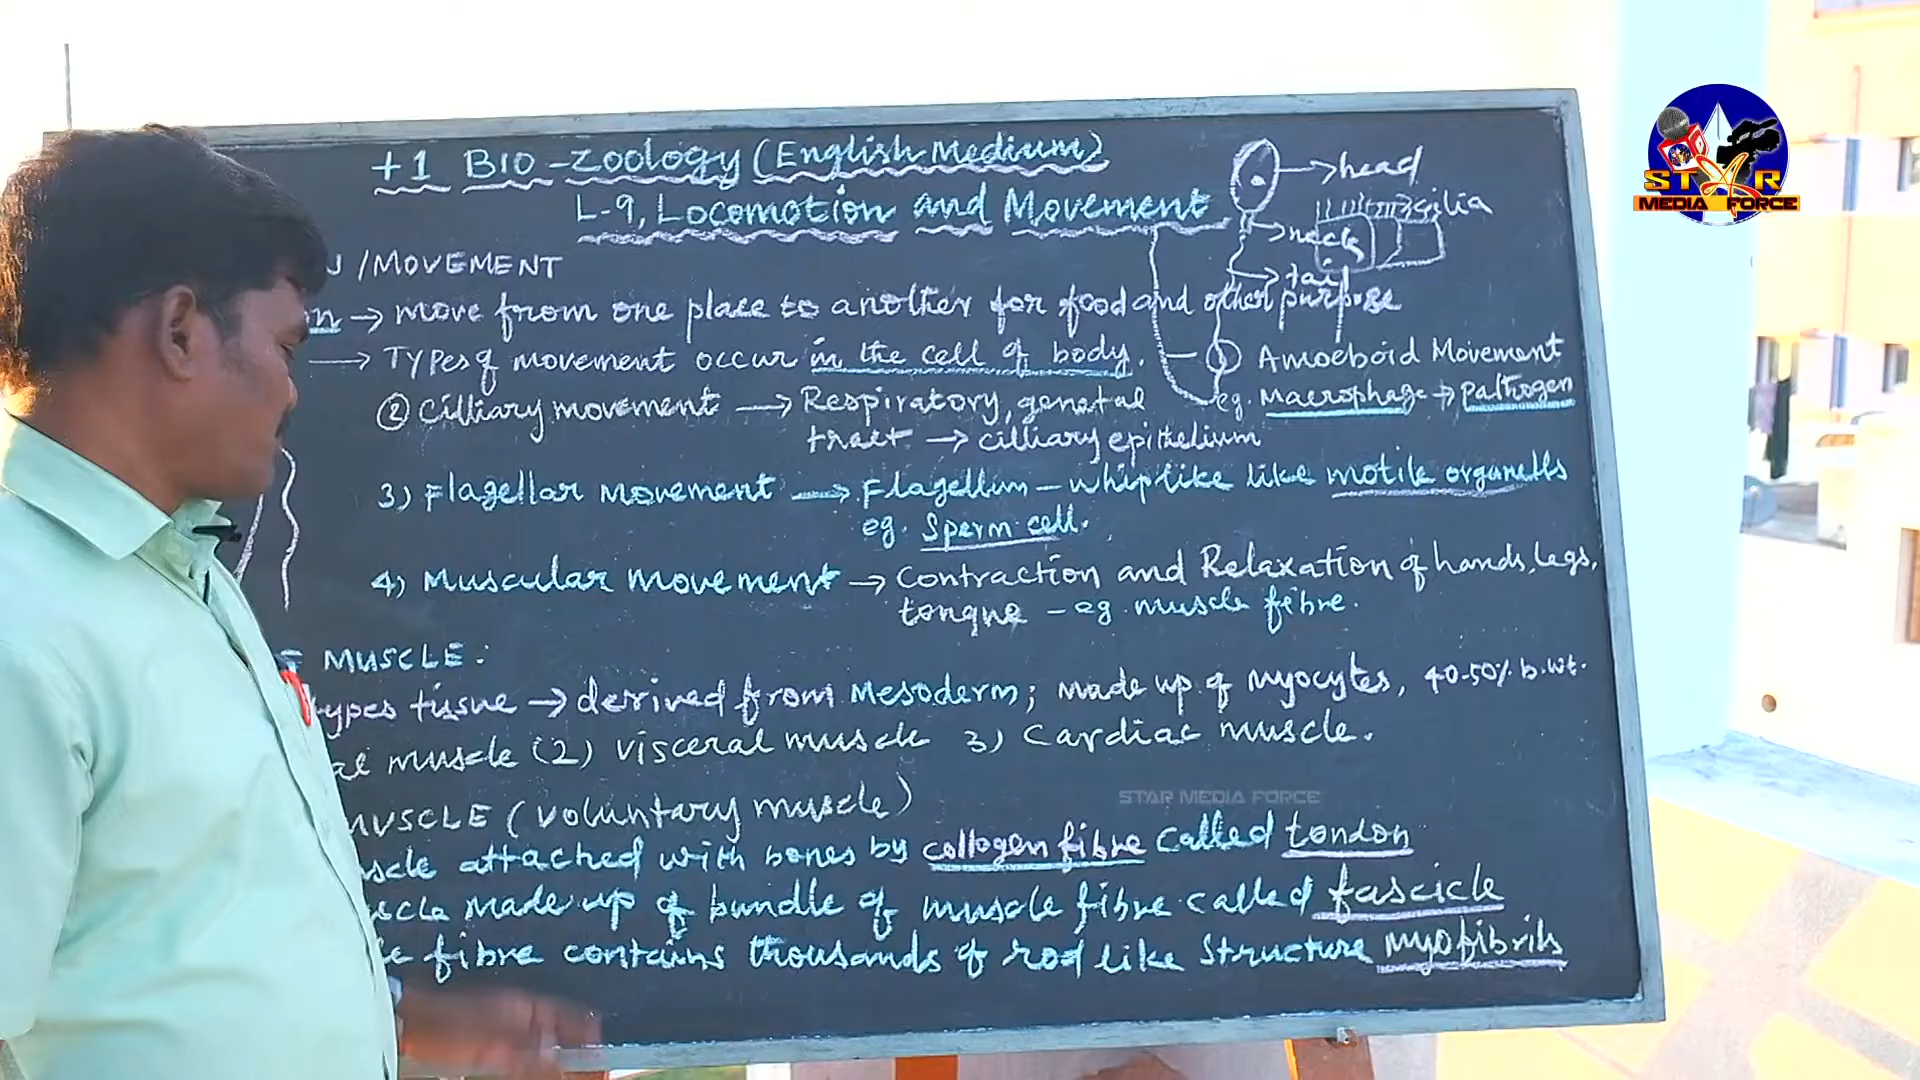 +1 BIO-Zoology (English Medium)
L-9, Locomotion and Movement
head
cilia
neck
tail
/MOVEMENT
on → move from one place to another for food and other purpose
→ Types of movement occur in the cell of body.
① Amoeboid Movement
eg. Macrophage → pathogen
② Cilliary movement → Respiratory, genetal
tract → cilliary epithelium
3) Flagellar movement → Flagellum – whiplike like motile organells
eg. Sperm cell.
4) Muscular movement → Contraction and Relaxation of hands, legs,
tongue – eg. muscle fibre.
MUSCLE:
types tissue → derived from Mesoderm; made up of myocytes, 40-50% b.wt.
al muscle (2) visceral muscle 3) Cardiac muscle.
MUSCLE (voluntary muscle)
scle attached with bones by collogen fibre called tondon
scle made up of bundle of muscle fibre called fascicle
e fibre contains thousands of rod like structure myofibrils
STAR
MEDIA FORCE
STAR MEDIA FORCE